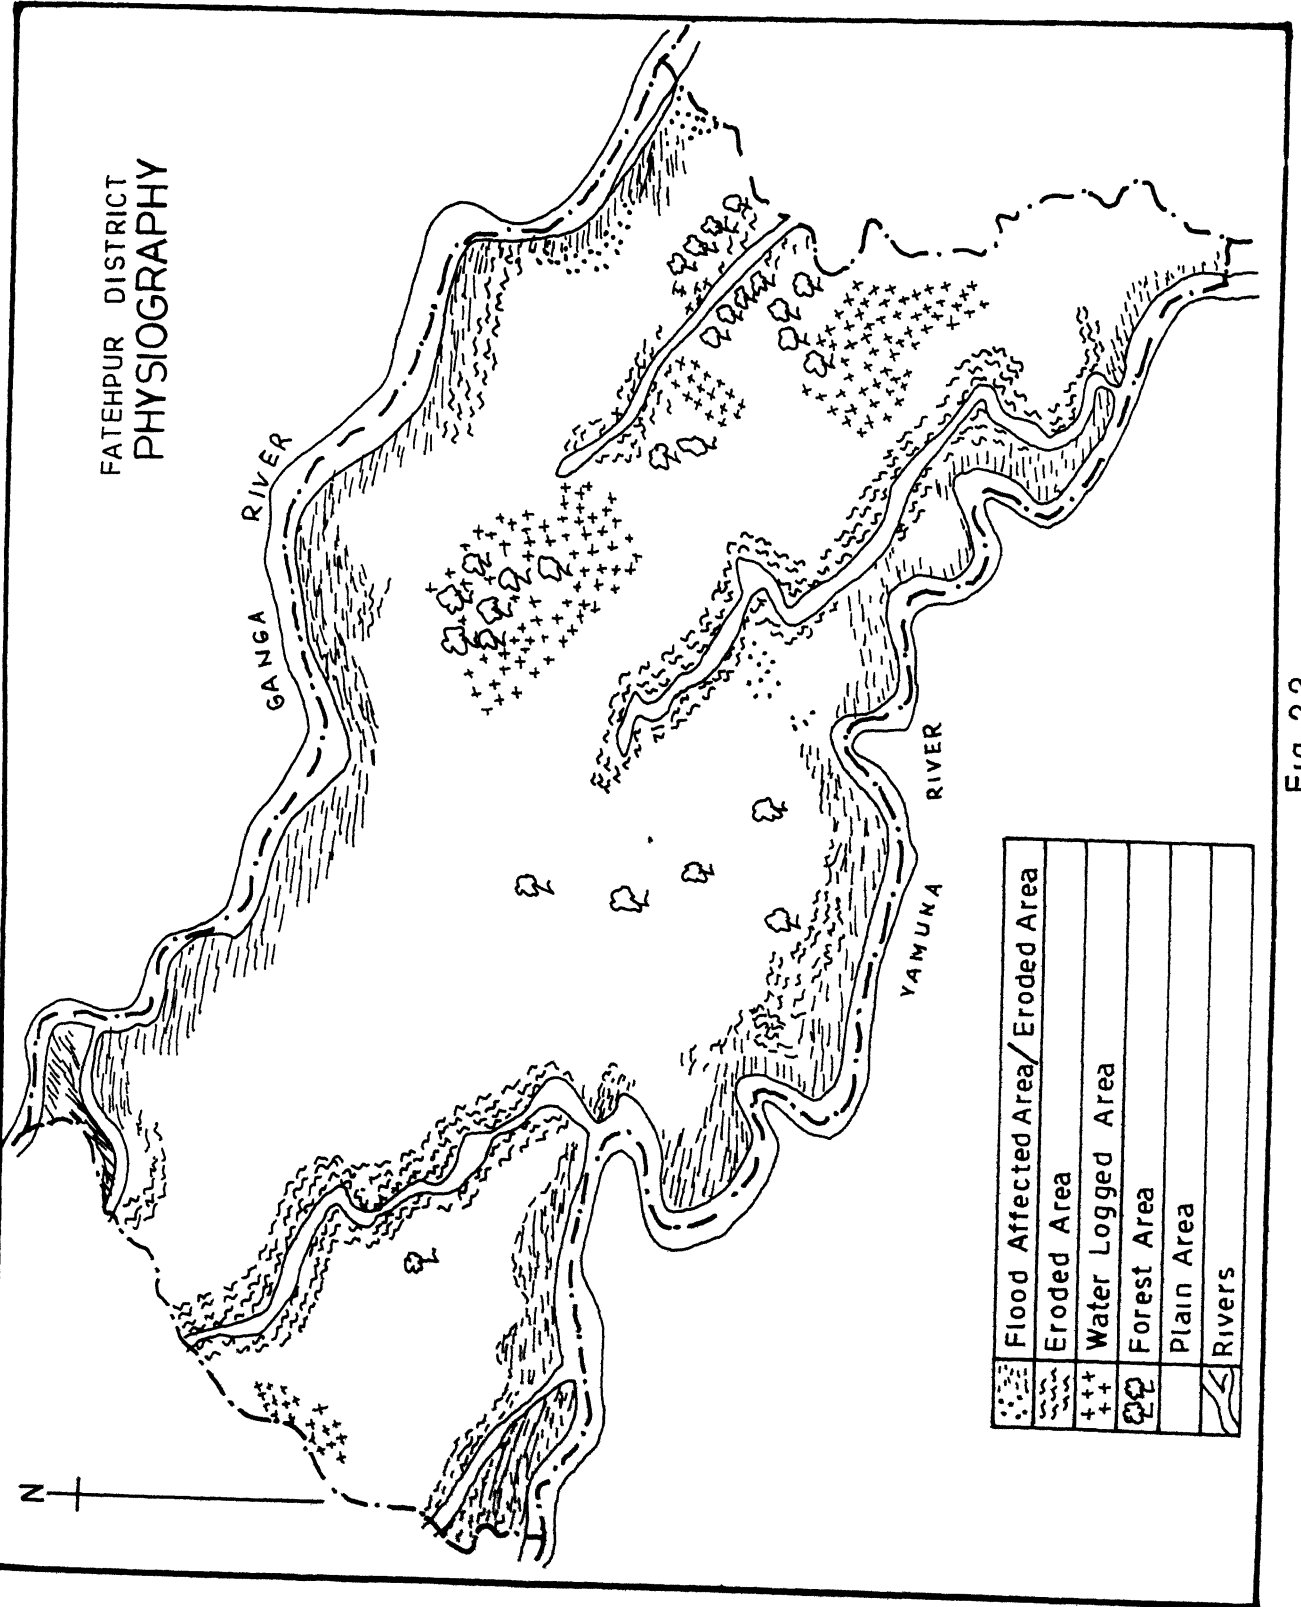 FATEHPUR DISTRICT
PHYSIOGRAPHY
N
GANGA RIVER
YAMUNA RIVER
Flood Affected Area/Eroded Area
Eroded Area
Water Logged Area
Forest Area
Plain Area
Rivers